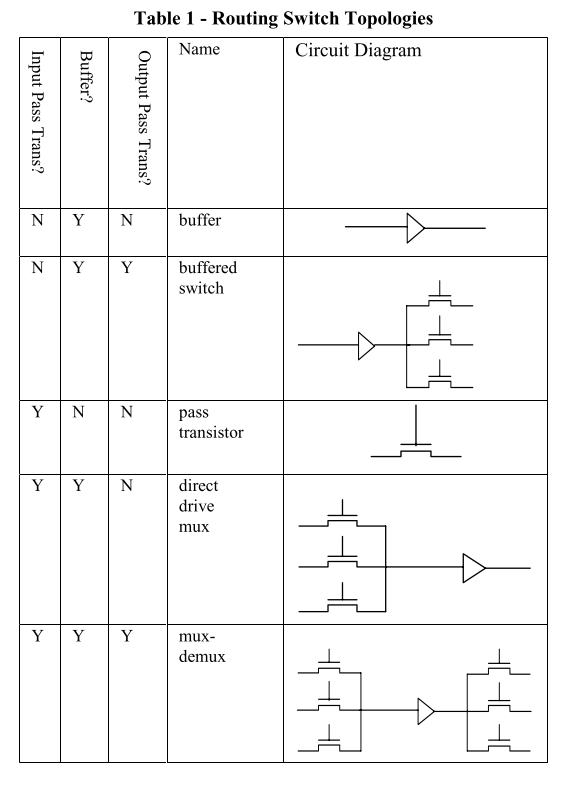 Table 1 - Routing Switch Topologies
Input Pass Trans?
Buffer?
Output Pass Trans?
Name
Circuit Diagram
N Y N buffer
N Y Y buffered
switch
Y N N pass
transistor
Y Y N direct
drive
mux
Y Y Y mux-
demux